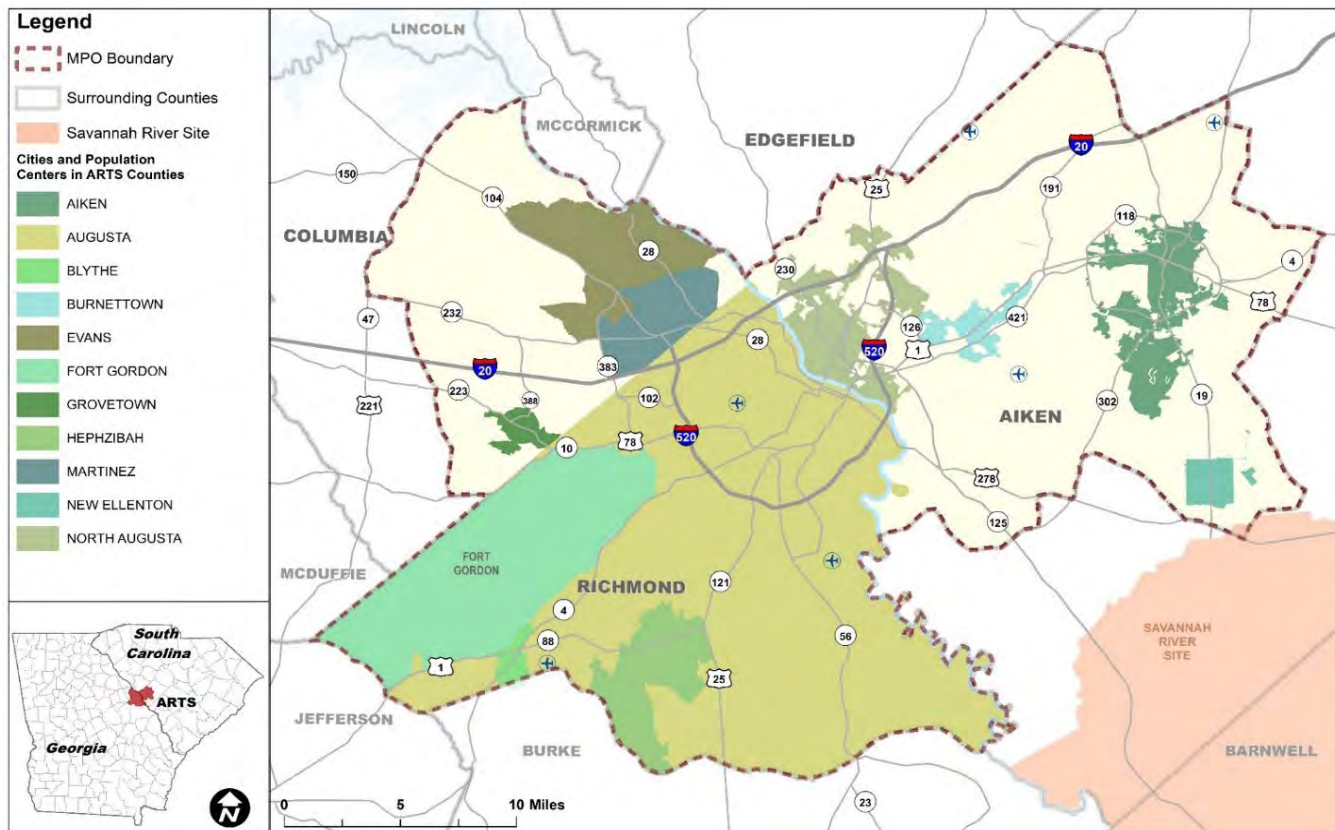 Legend
MPO Boundary
Surrounding Counties
Savannah River Site
Cities and Population
Centers in ARTS Counties
AIKEN
AUGUSTA
BLYTHE
BURNETTOWN
EVANS
FORT GORDON
GROVETOWN
HEPHZIBAH
MARTINEZ
NEW ELLENTON
NORTH AUGUSTA
South
Carolina
ARTS
Georgia
N
LINCOLN
MCCORMICK
EDGEFIELD
20
150
25
191
104
118
COLUMBIA
28
230
4
78
47
232
126
421
28
520
1
20
383
223
388
102
221
302
19
AIKEN
10
78
520
278
125
FORT
GORDON
MCDUFFIE
RICHMOND
121
4
88
56
SAVANNAH
RIVER
SITE
1
25
JEFFERSON
BURKE
BARNWELL
23
0
5
10 Miles